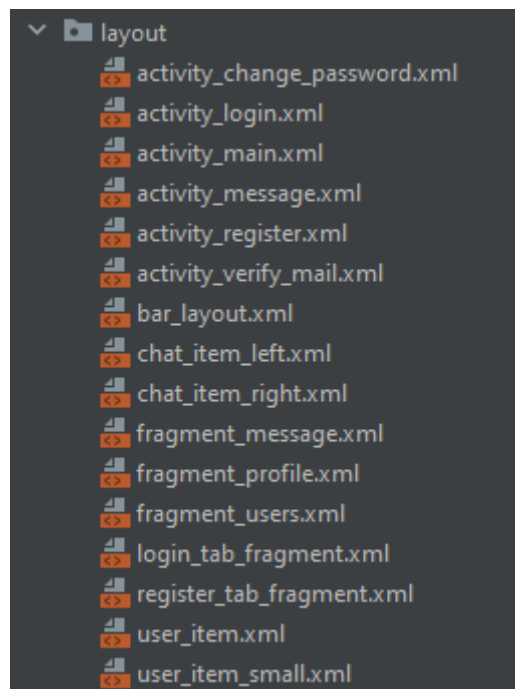 layout
activity_change_password.xml
activity_login.xml
activity_main.xml
activity_message.xml
activity_register.xml
activity_verify_mail.xml
bar_layout.xml
chat_item_left.xml
chat_item_right.xml
fragment_message.xml
fragment_profile.xml
fragment_users.xml
login_tab_fragment.xml
register_tab_fragment.xml
user_item.xml
user_item_small.xml